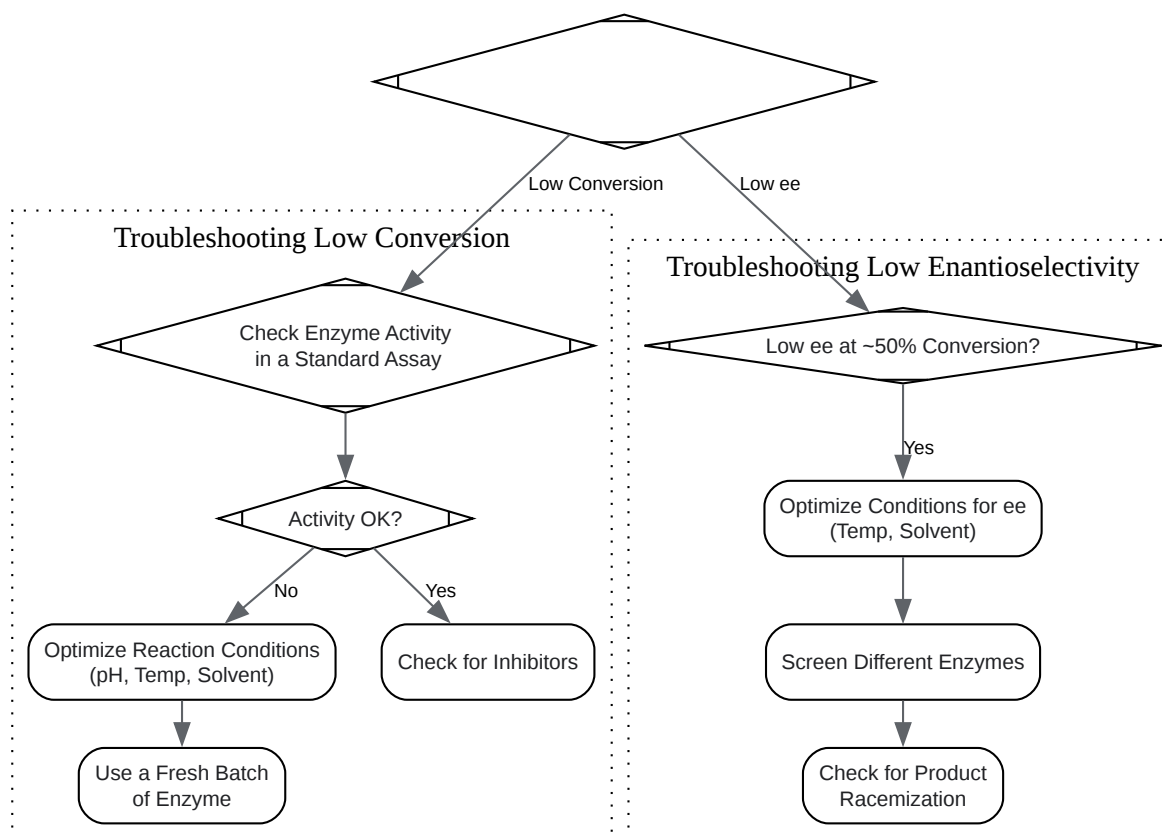 Low Conversion
Low ee
Troubleshooting Low Conversion
Troubleshooting Low Enantioselectivity
Check Enzyme Activity
in a Standard Assay
Low ee at ~50% Conversion?
Yes
Activity OK?
Optimize Conditions for ee
(Temp, Solvent)
No
Yes
Optimize Reaction Conditions
(pH, Temp, Solvent)
Check for Inhibitors
Screen Different Enzymes
Use a Fresh Batch
of Enzyme
Check for Product
Racemization